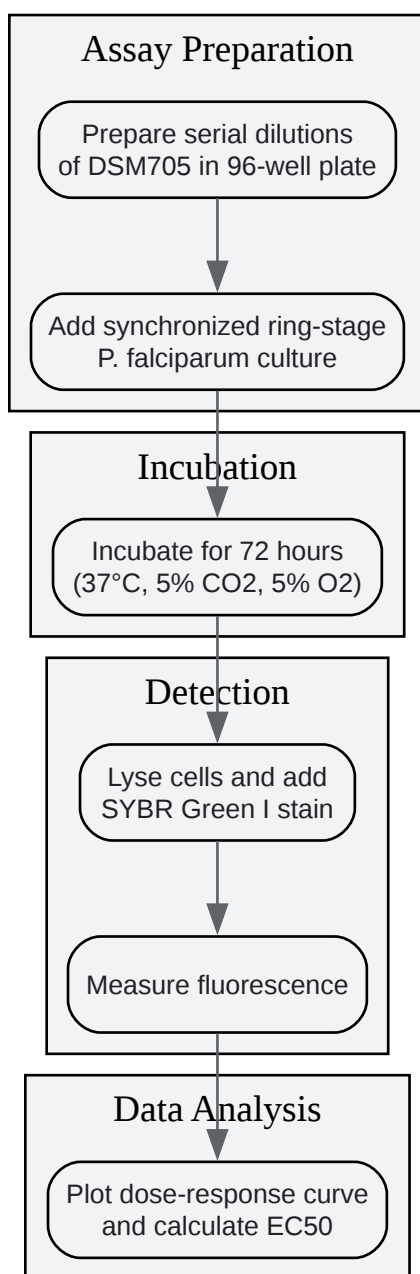 Assay Preparation
Prepare serial dilutions
of DSM705 in 96-well plate
Add synchronized ring-stage
P. falciparum culture
Incubation
Incubate for 72 hours
(37°C, 5% CO2, 5% O2)
Detection
Lyse cells and add
SYBR Green I stain
Measure fluorescence
Data Analysis
Plot dose-response curve
and calculate EC50